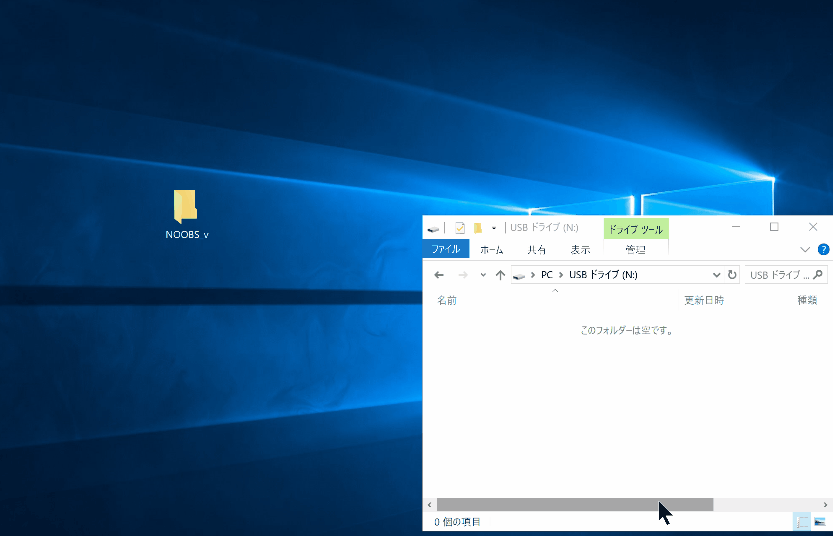 NOOBS_v
USB ドライブ (N:)
ドライブ ツール
ファイル ホーム 共有 表示 管理
PC USB ドライブ (N:) USB ドライブ ...
名前 更新日時 種類
このフォルダーは空です。
0 個の項目